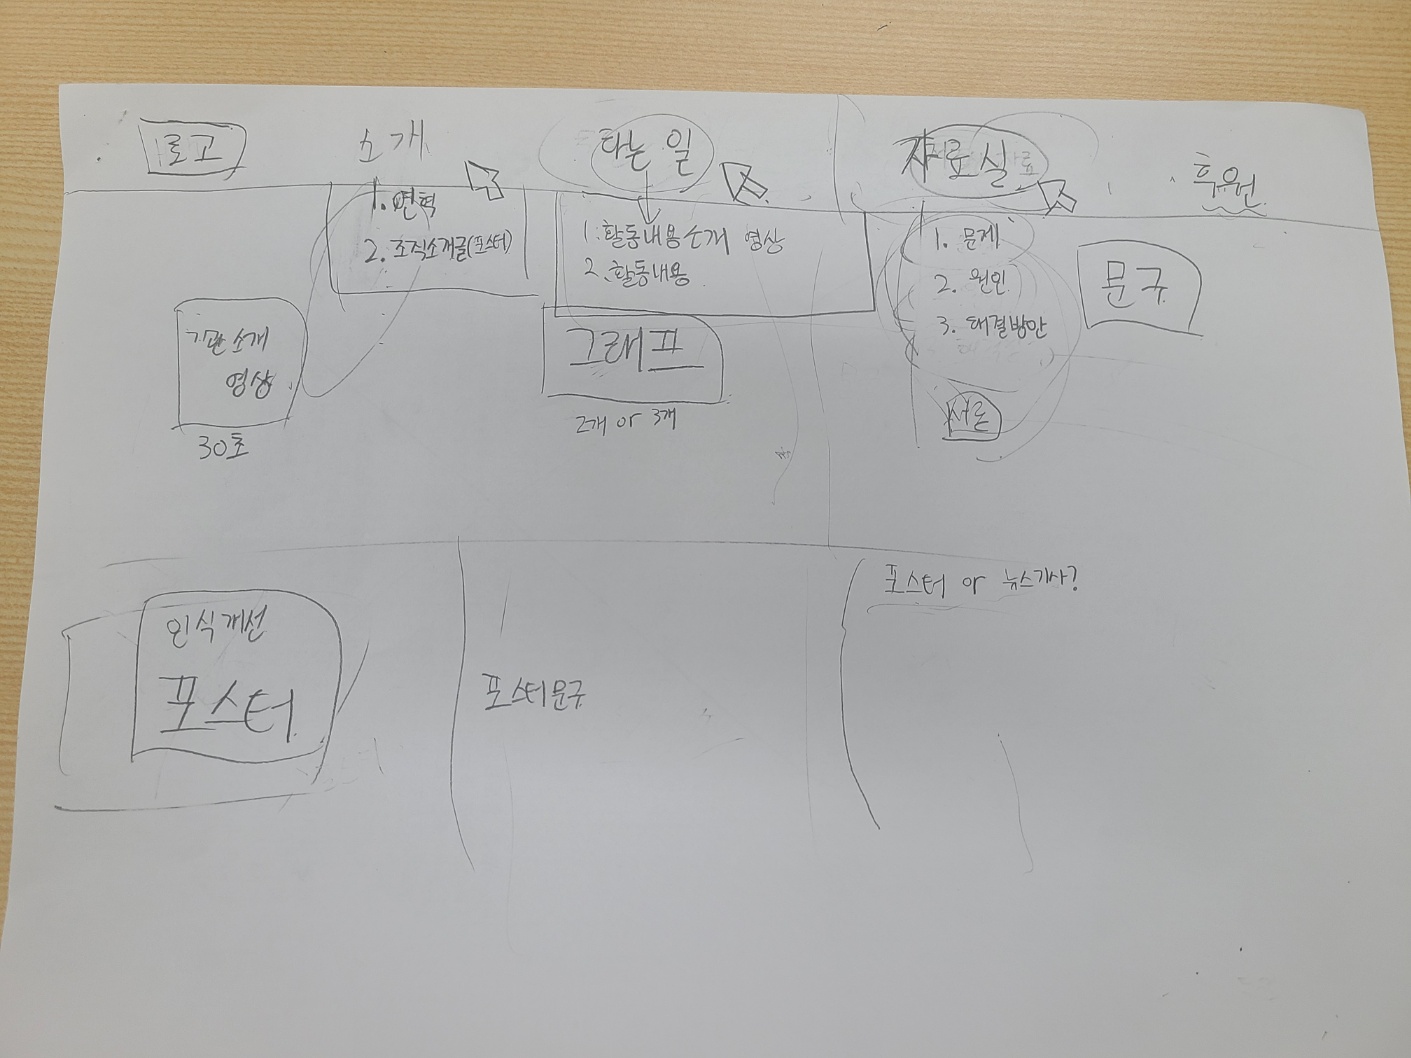 로고
소개
하는 일
자료실
후원
1. 연혁
2. 조직소개글(포스터)
1. 활동내용소개 영상
2. 활동내용
1. 문제
2. 원인
3. 해결방안
문구
기관소개
영상
30초
그래프
2개 or 3개
서론
인식개선
포스터
포스터문구
포스터 or 뉴스기사?